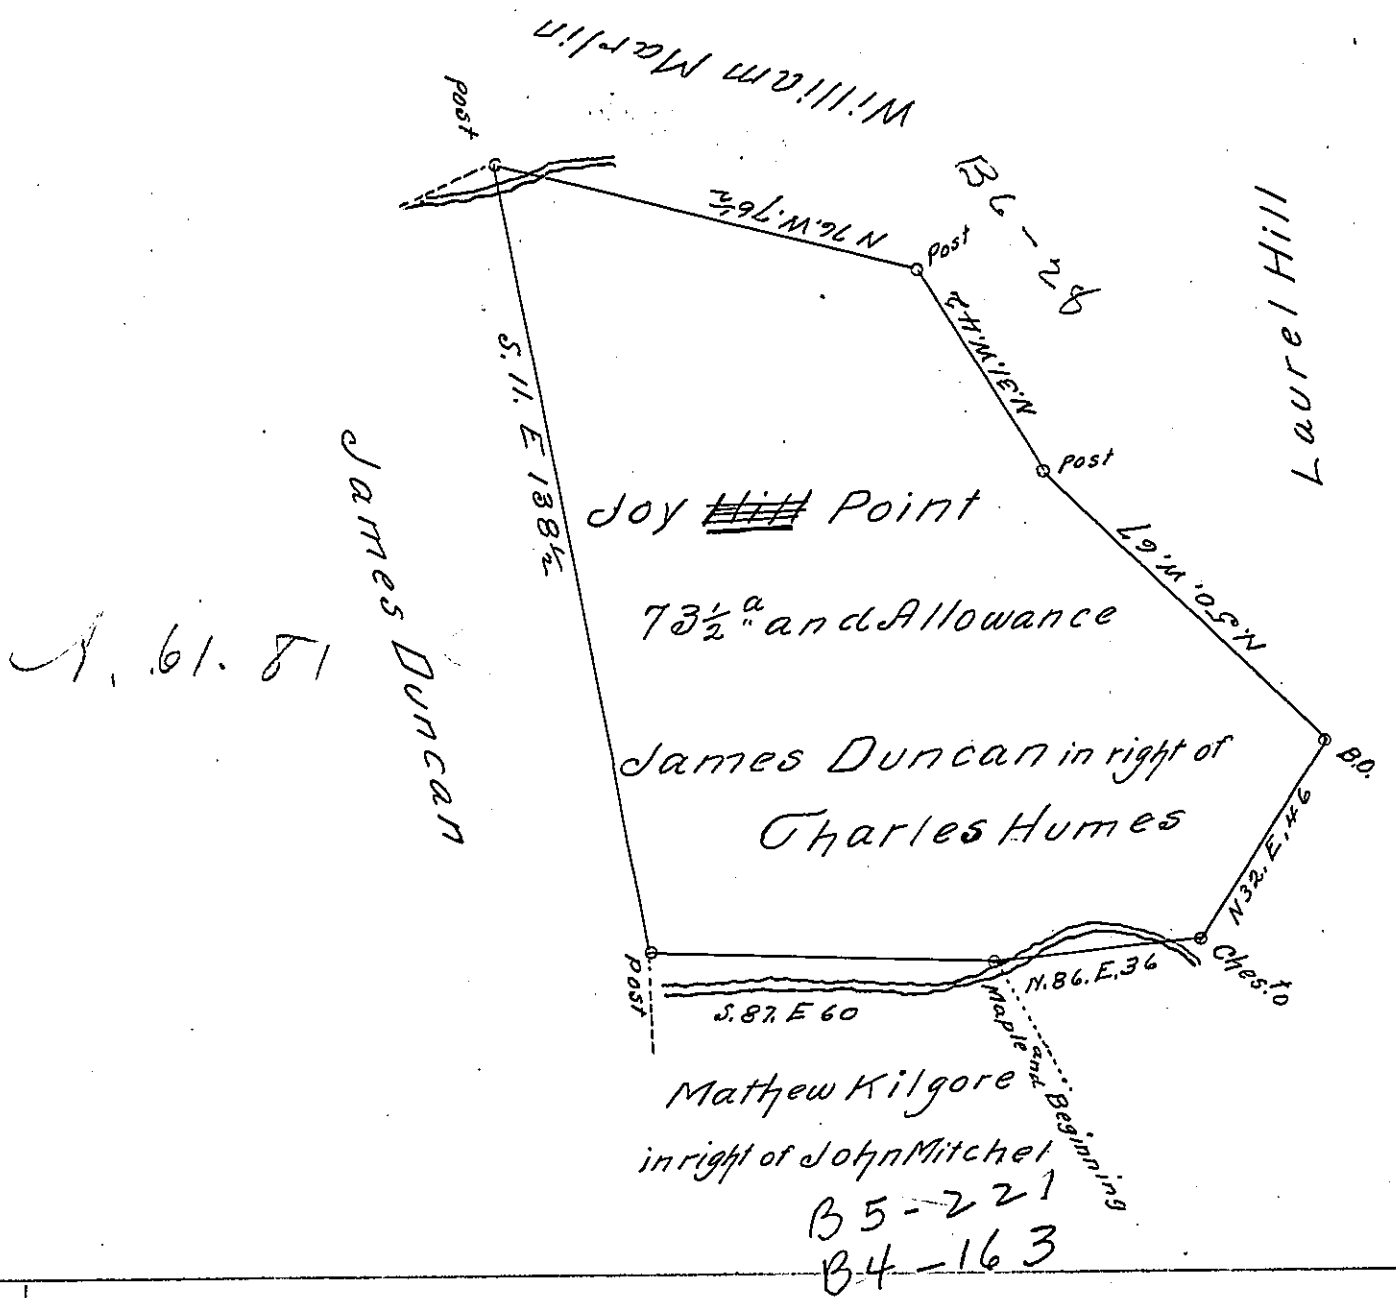 William Marlin
post
B6-28
N76.W.76½
Post
Laurel Hill
N.31.W.42
S.11. E 138½
Post
Joy Hill Point
N.50.W.67
James Duncan
73½ a and Allowance
A. 61. 81
James Duncan in right of
B.O.
Charles Humes
N32.E.46
Ches: to
post
N.86.E.36
S.87. E 60
Maple and Beginning
Mathew Kilgore
in right of John Mitchel
B5-221
B4-163